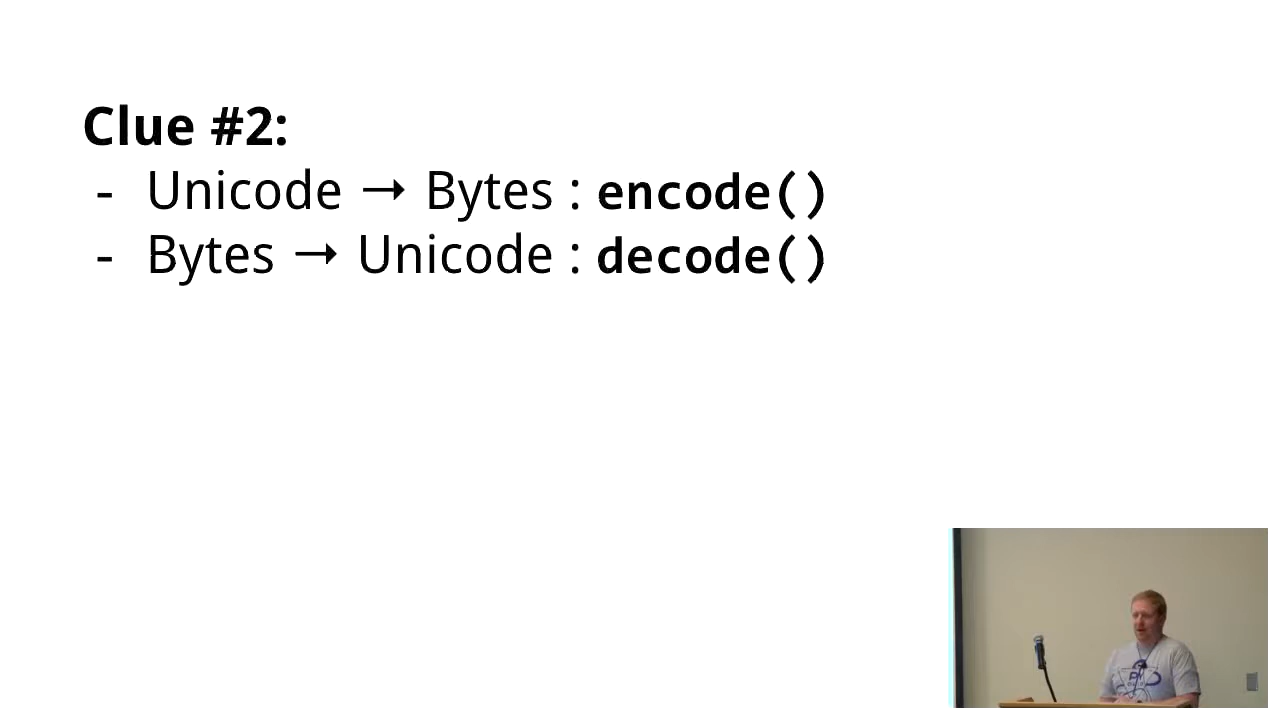 Clue #2:
- Unicode → Bytes : encode()
- Bytes → Unicode : decode()